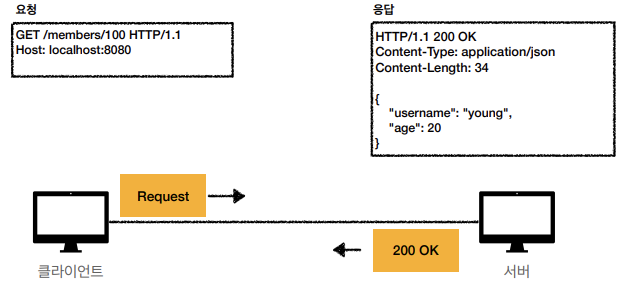 요청
GET /members/100 HTTP/1.1
Host: localhost:8080
응답
HTTP/1.1 200 OK
Content-Type: application/json
Content-Length: 34
{
"username": "young",
"age": 20
}
Request
200 OK
클라이언트
서버